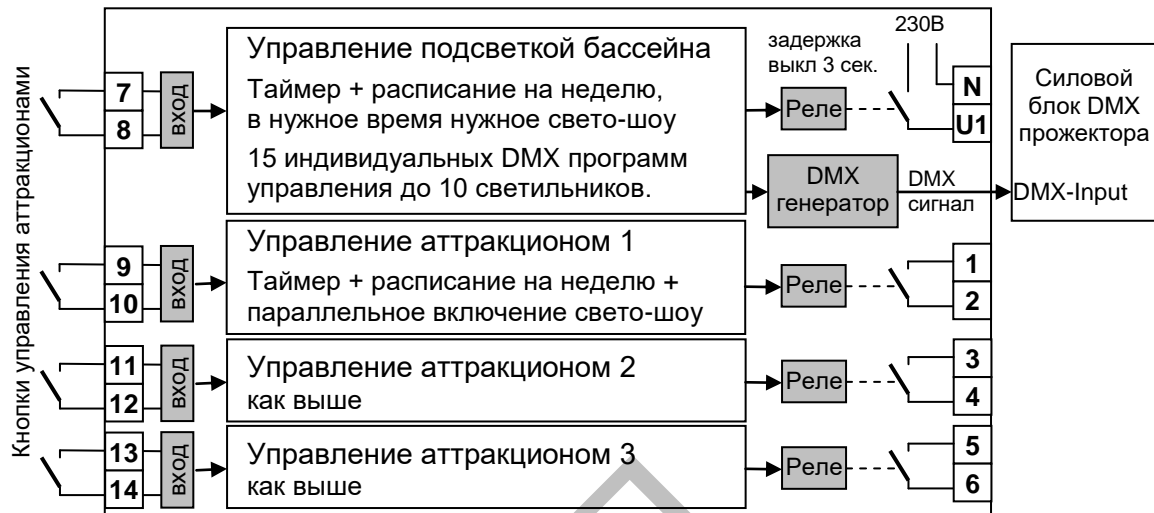 Кнопки управления аттракционами
7
8
вход
Управление подсветкой бассейна
Таймер + расписание на неделю,
в нужное время нужное свето-шоу
15 индивидуальных DMX программ
управления до 10 светильников.
задержка
выкл 3 сек.
230В
Реле
N
U1
DMX
генератор
DMX
сигнал
Силовой
блок DMX
прожектора
DMX-Input
9
10
вход
Управление аттракционом 1
Таймер + расписание на неделю +
параллельное включение свето-шоу
Реле
1
2
11
12
вход
Управление аттракционом 2
как выше
Реле
3
4
13
14
вход
Управление аттракционом 3
как выше
Реле
5
6